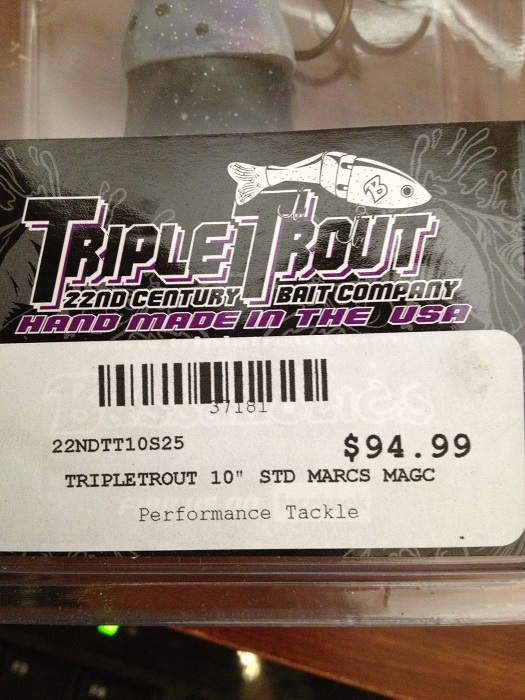 TRIPLE TROUT
22ND CENTURY BAIT COMPANY
HAND MADE IN THE USA
37181
22NDTT10S25 $94.99
TRIPLETROUT 10" STD MARCS MAGC
Performance Tackle